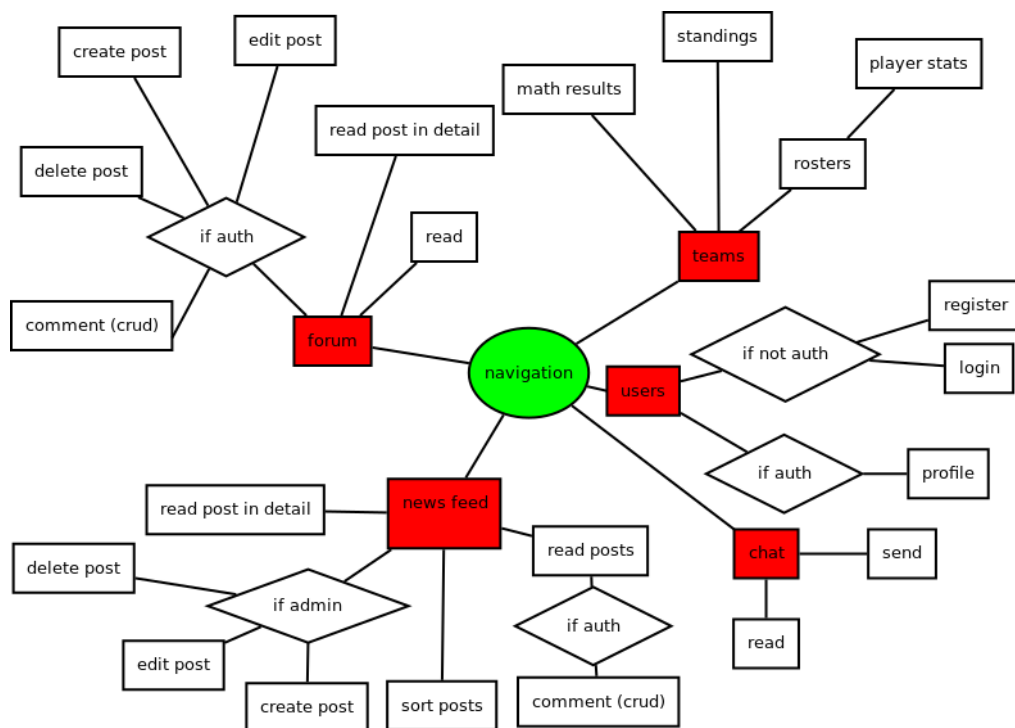 edit post
standings
create post
player stats
math results
read post in detail
rosters
delete post
if auth
read
teams
register
comment (crud)
forum
if not auth
login
navigation
users
if auth
profile
news feed
read post in detail
chat
send
read posts
delete post
if admin
if auth
read
edit post
create post
sort posts
comment (crud)